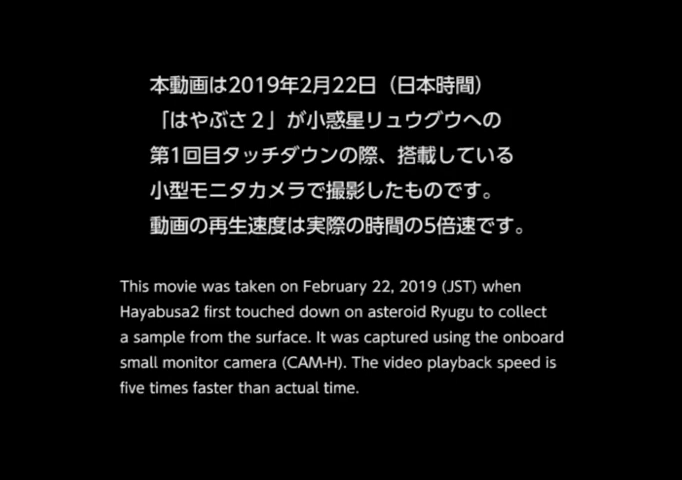 本動画は2019年2月22日（日本時間）
「はやぶさ２」が小惑星リュウグウへの
第1回目タッチダウンの際、搭載している
小型モニタカメラで撮影したものです。
動画の再生速度は実際の時間の5倍速です。
This movie was taken on February 22, 2019 (JST) when
Hayabusa2 first touched down on asteroid Ryugu to collect
a sample from the surface. It was captured using the onboard
small monitor camera (CAM-H). The video playback speed is
five times faster than actual time.